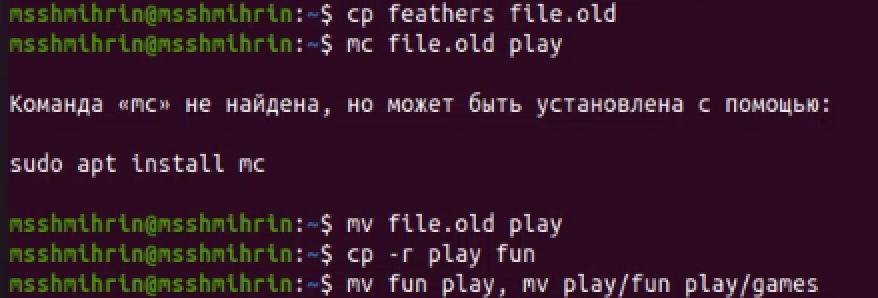 msshmihrin@msshmihrin:~$ cp feathers file.old
msshmihrin@msshmihrin:~$ mc file.old play
Команда «mc» не найдена, но может быть установлена с помощью:
sudo apt install mc
msshmihrin@msshmihrin:~$ mv file.old play
msshmihrin@msshmihrin:~$ cp -r play fun
msshmihrin@msshmihrin:~$ mv fun play, mv play/fun play/games